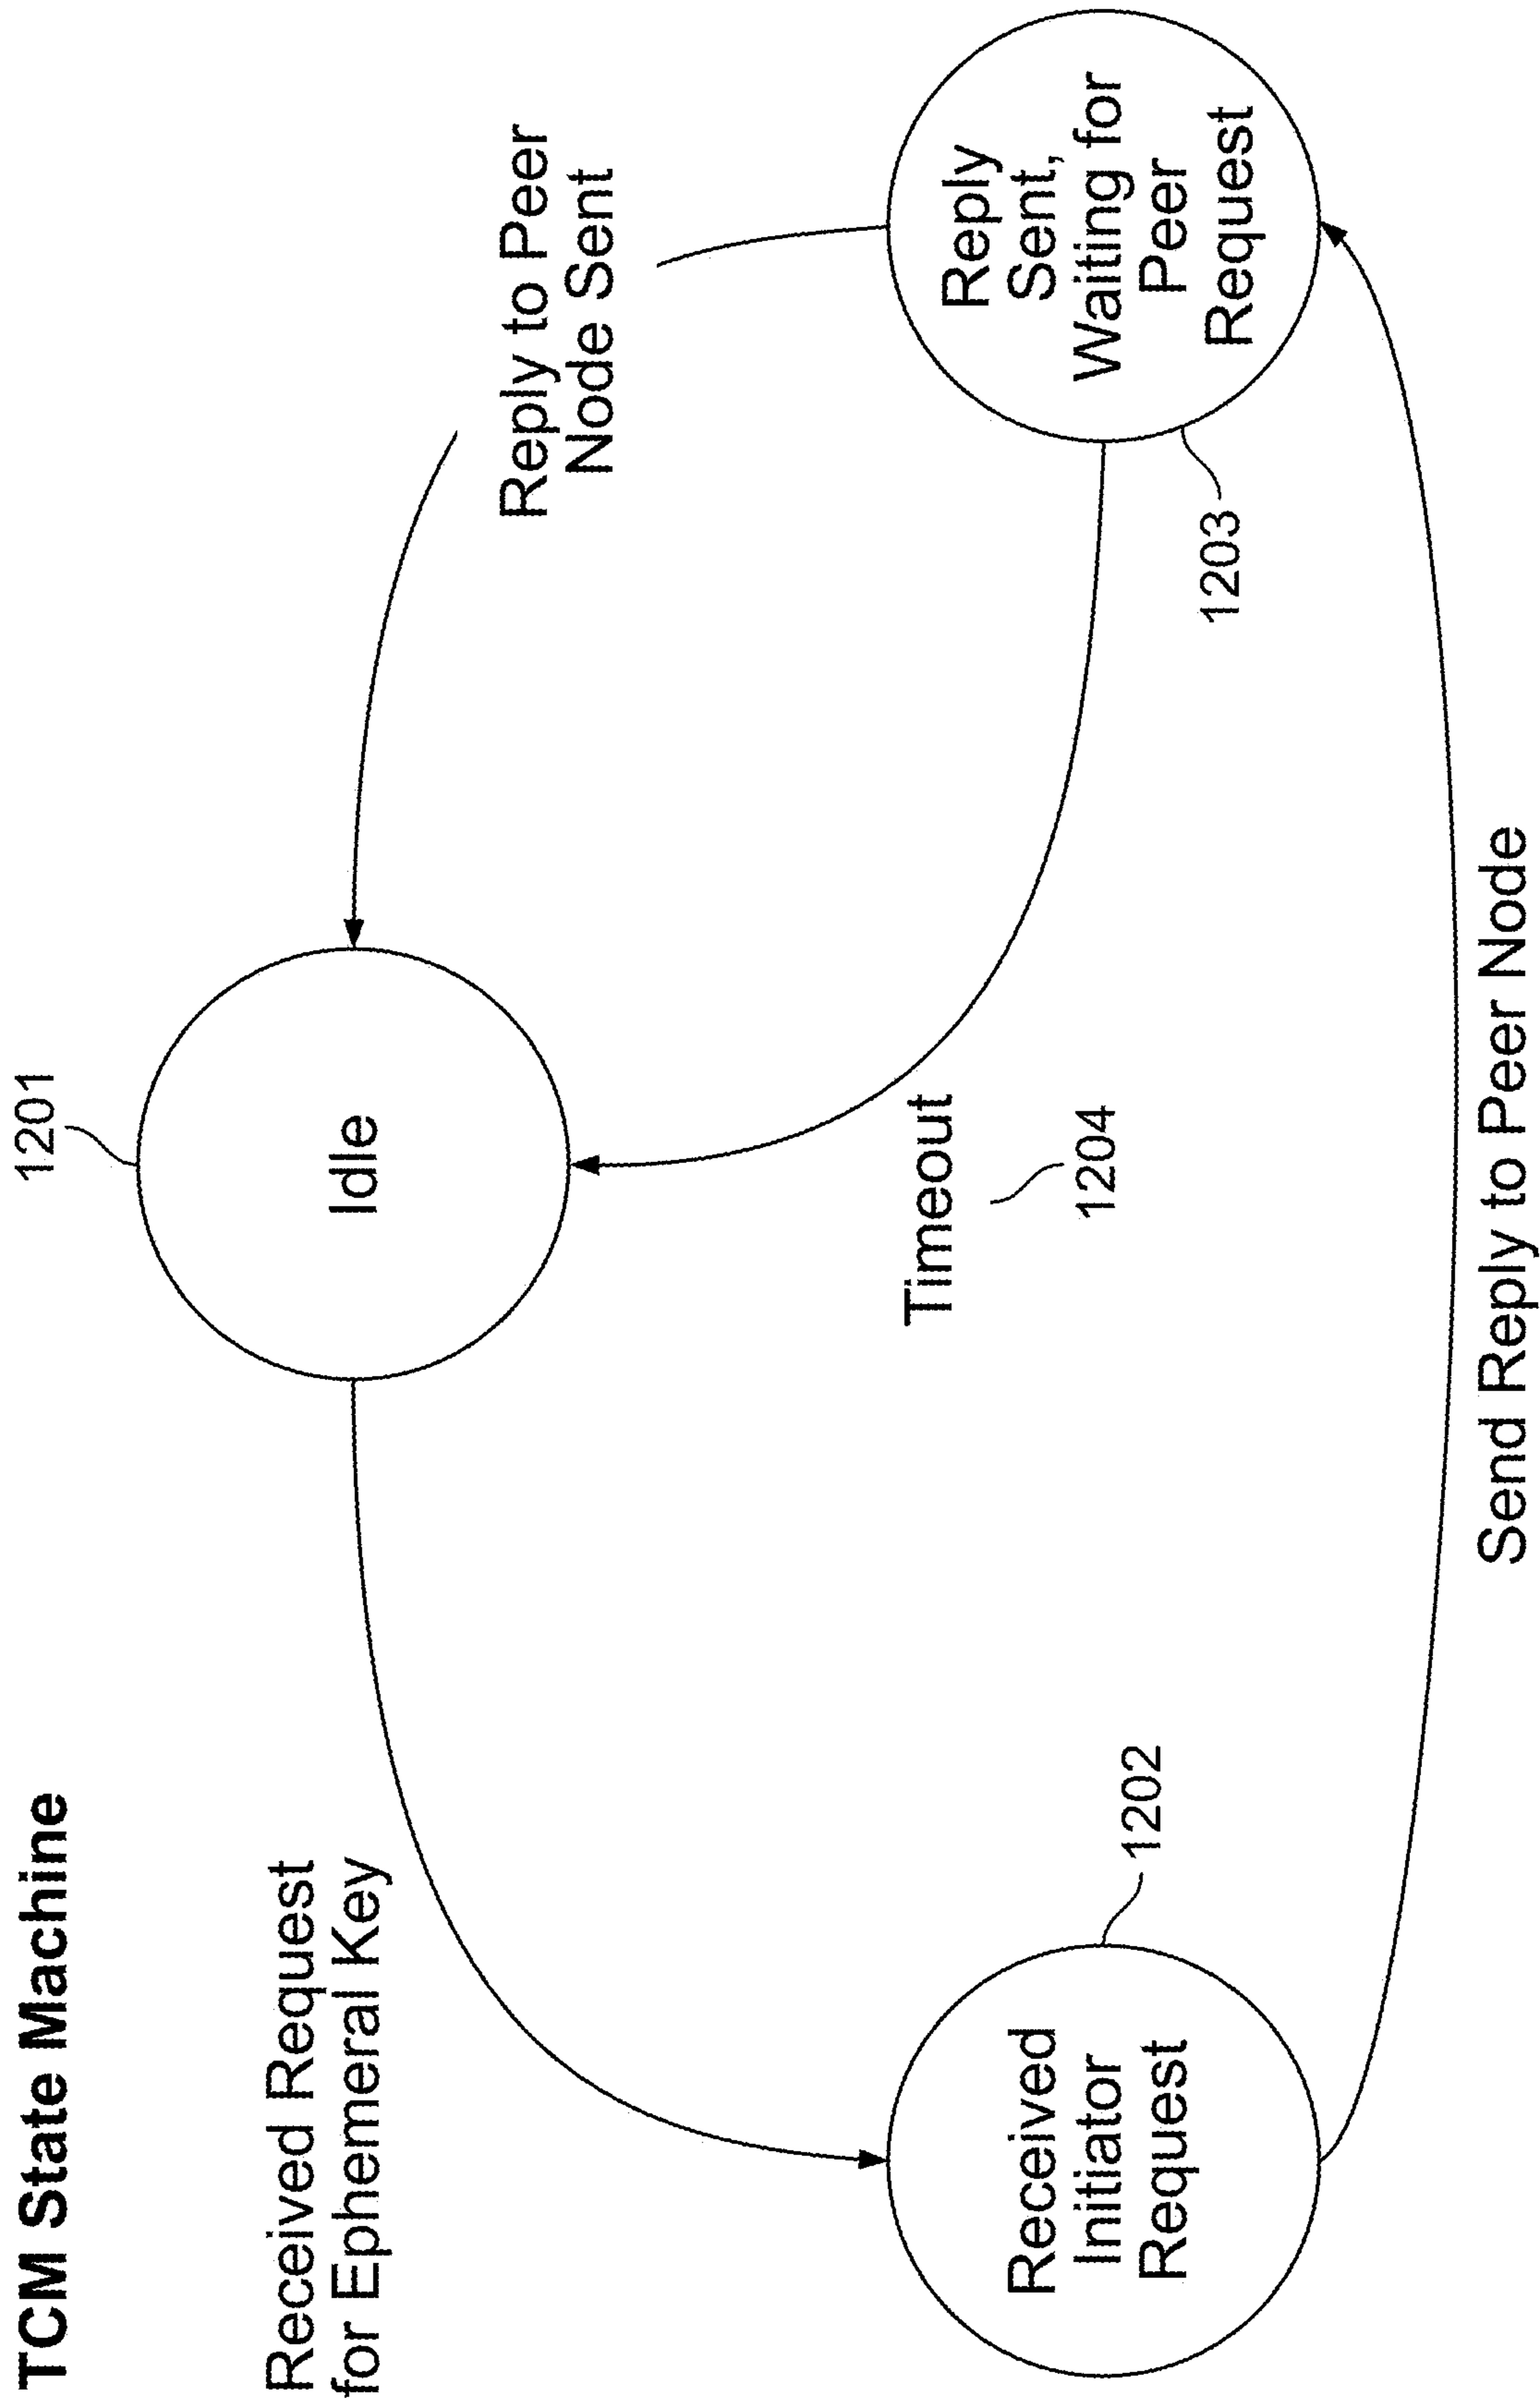 TCM State Machine
1201
Idle
Received Request
for Ephemeral Key
Reply to Peer
Node Sent
Timeout
1204
Received
Initiator
Request
1202
Reply
Sent,
Waiting for
Peer
Request
1203
Send Reply to Peer Node